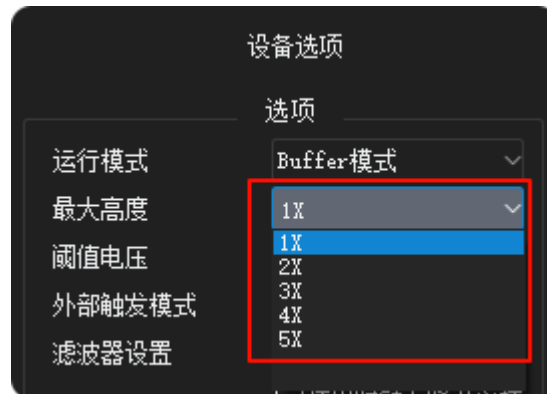 设备选项
选项
运行模式 Buffer模式
最大高度 1X
1X
阈值电压 2X
3X
外部触发模式 4X
5X
滤波器设置